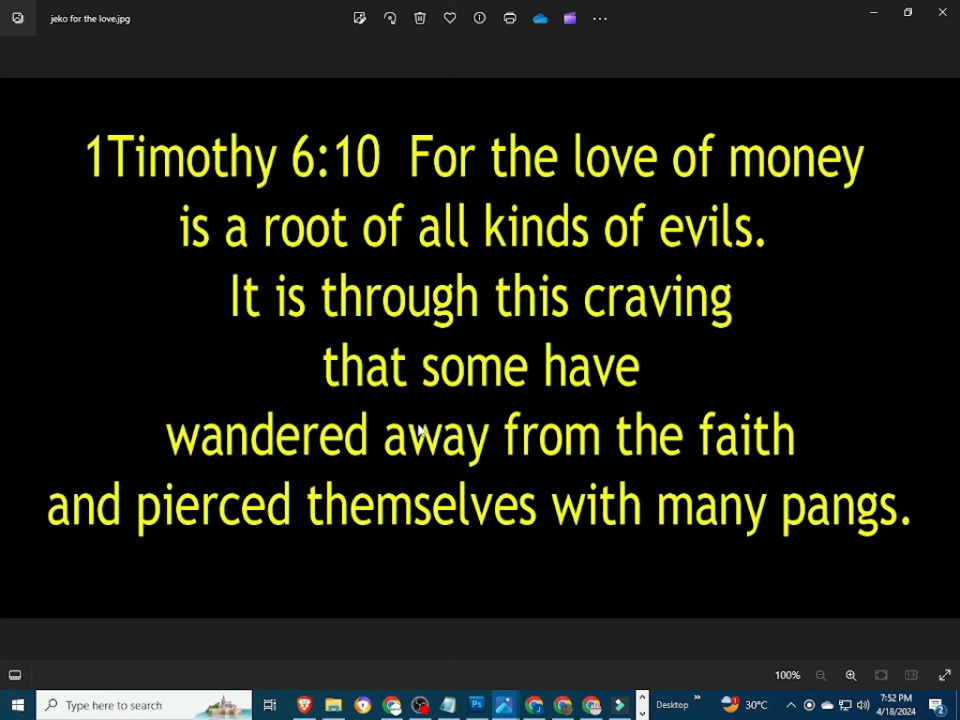 jeko for the love.jpg
1Timothy 6:10  For the love of money
is a root of all kinds of evils.
It is through this craving
that some have
wandered away from the faith
and pierced themselves with many pangs.
100%
Type here to search
Desktop
30°C
7:52 PM
4/18/2024
2